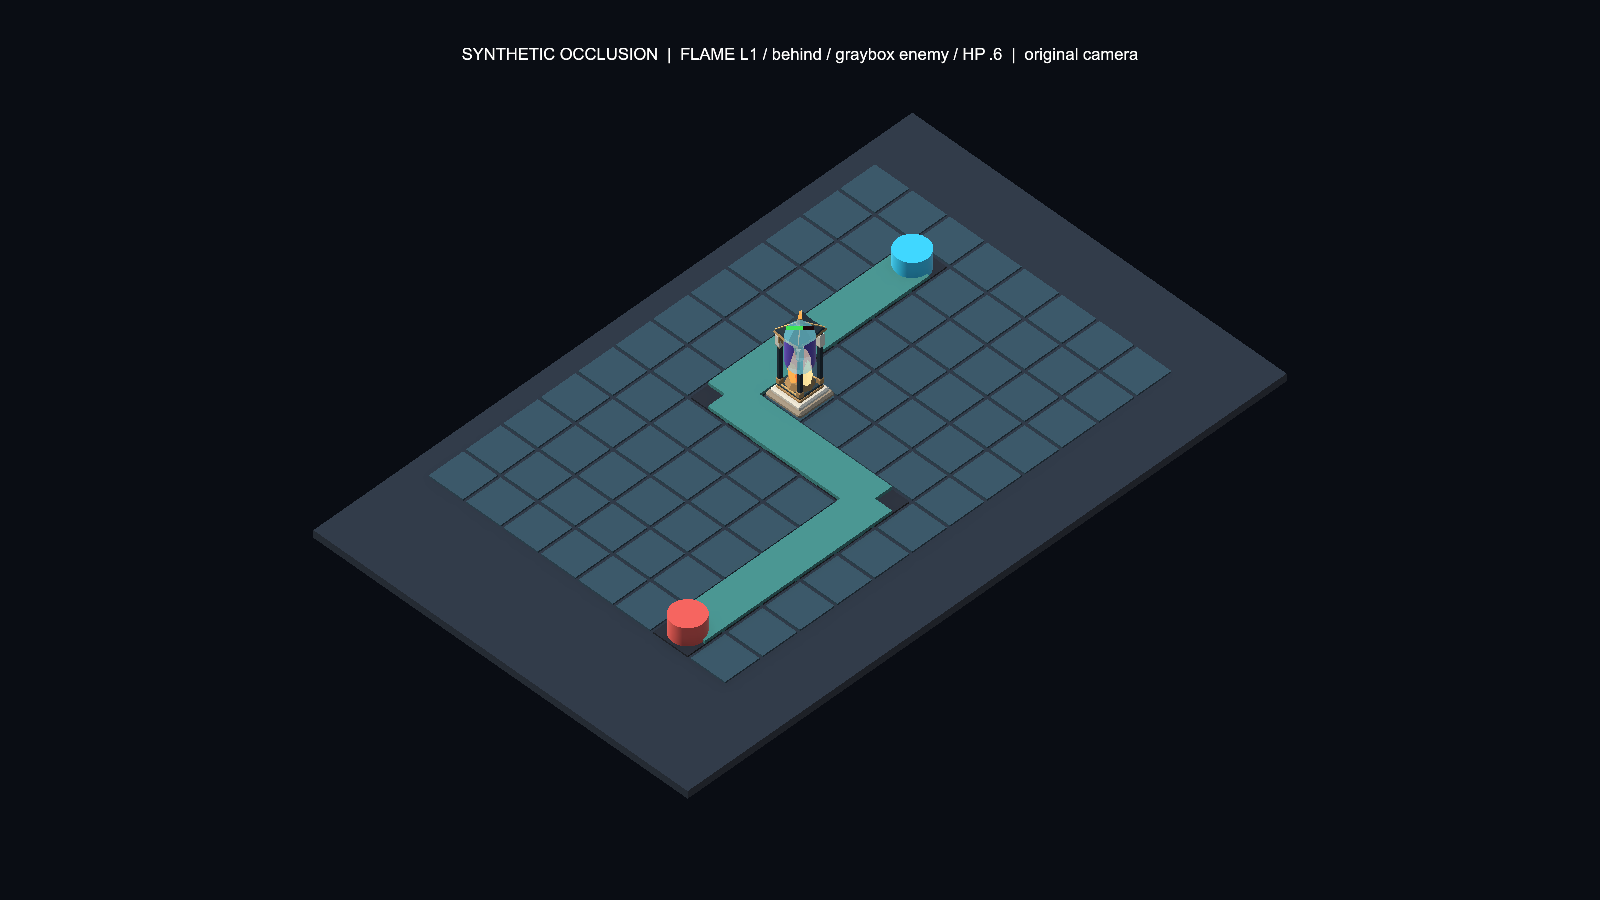 SYNTHETIC OCCLUSION | FLAME L1 / behind / graybox enemy / HP .6 | original camera